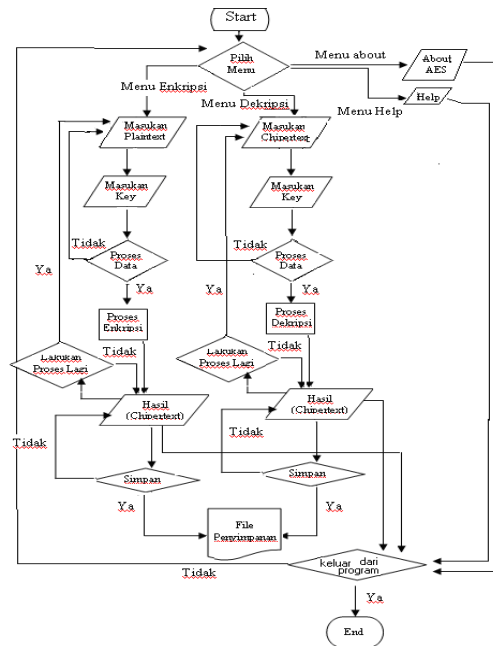 Start
Pilih
Menu
Menu about
About
AES
Menu Enkripsi
Menu Dekripsi
Help
Menu Help
Masukan
Plaintext
Masukan
Chipertext
Masukan
Key
Masukan
Key
Tidak
Tidak
Proses
Data
Proses
Data
Ya
Ya
Ya
Ya
Proses
Enkripsi
Proses
Dekripsi
Tidak
Tidak
Lakukan
Proses Lagi
Lakukan
Proses Lagi
Hasil
(Chipertext)
Hasil
(Chipertext)
Tidak
Tidak
Simpan
Simpan
Ya
Ya
File
Penyimpanan
keluar dari
program
Tidak
Ya
End